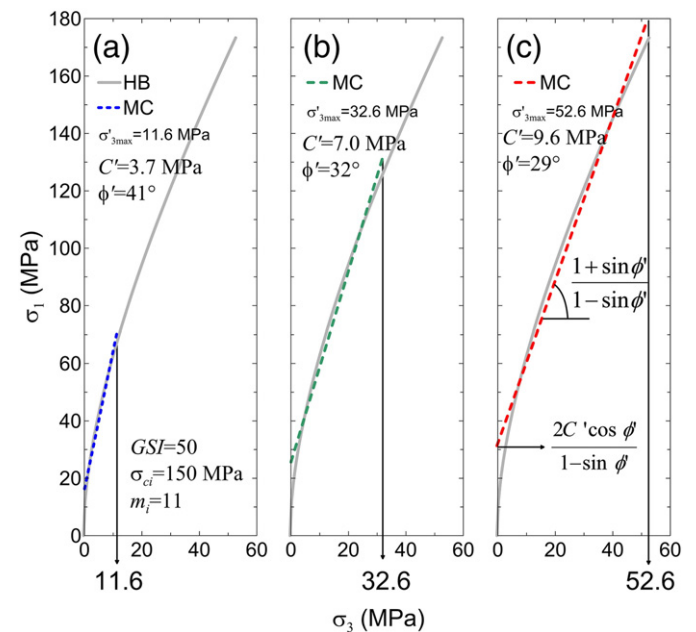 (a)
HB
MC
σ'3max=11.6 MPa
C'=3.7 MPa
ϕ'=41°
GSI=50
σci=150 MPa
mi=11
(b)
MC
σ'3max=32.6 MPa
C'=7.0 MPa
ϕ'=32°
(c)
MC
σ'3max=52.6 MPa
C'=9.6 MPa
ϕ'=29°
1+sinϕ'
1−sinϕ'
2C 'cos ϕ'
1−sin ϕ'
σ1 (MPa)
180
160
140
120
100
80
60
40
20
0
0 20 40 60
0 20 40 60
0 20 40 60
11.6
32.6
52.6
σ3 (MPa)